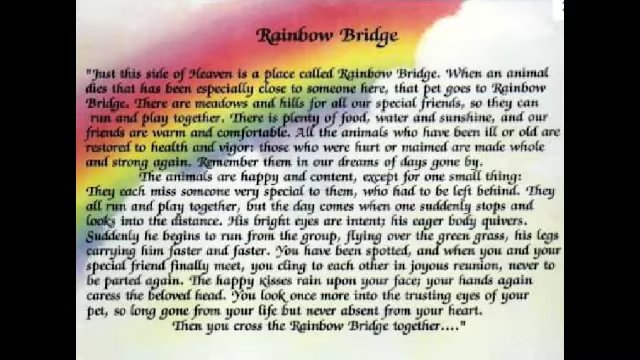 Rainbow Bridge
"Just this side of Heaven is a place called Rainbow Bridge. When an animal
dies that has been especially close to someone here, that pet goes to Rainbow
Bridge. There are meadows and hills for all our special friends, so they can
run and play together. There is plenty of food, water and sunshine, and our
friends are warm and comfortable. All the animals who have been ill or old are
restored to health and vigor: those who were hurt or maimed are made whole
and strong again. Remember them in our dreams of days gone by.
The animals are happy and content, except for one small thing:
They each miss someone very special to them, who had to be left behind. They
all run and play together, but the day comes when one suddenly stops and
looks into the distance. His bright eyes are intent; his eager body quivers.
Suddenly he begins to run from the group, flying over the green grass, his legs
carrying him faster and faster. You have been spotted, and when you and your
special friend finally meet, you cling to each other in joyous reunion, never to
be parted again. The happy kisses rain upon your face; your hands again
caress the beloved head. You look once more into the trusting eyes of your
pet, so long gone from your life but never absent from your heart.
Then you cross the Rainbow Bridge together...."